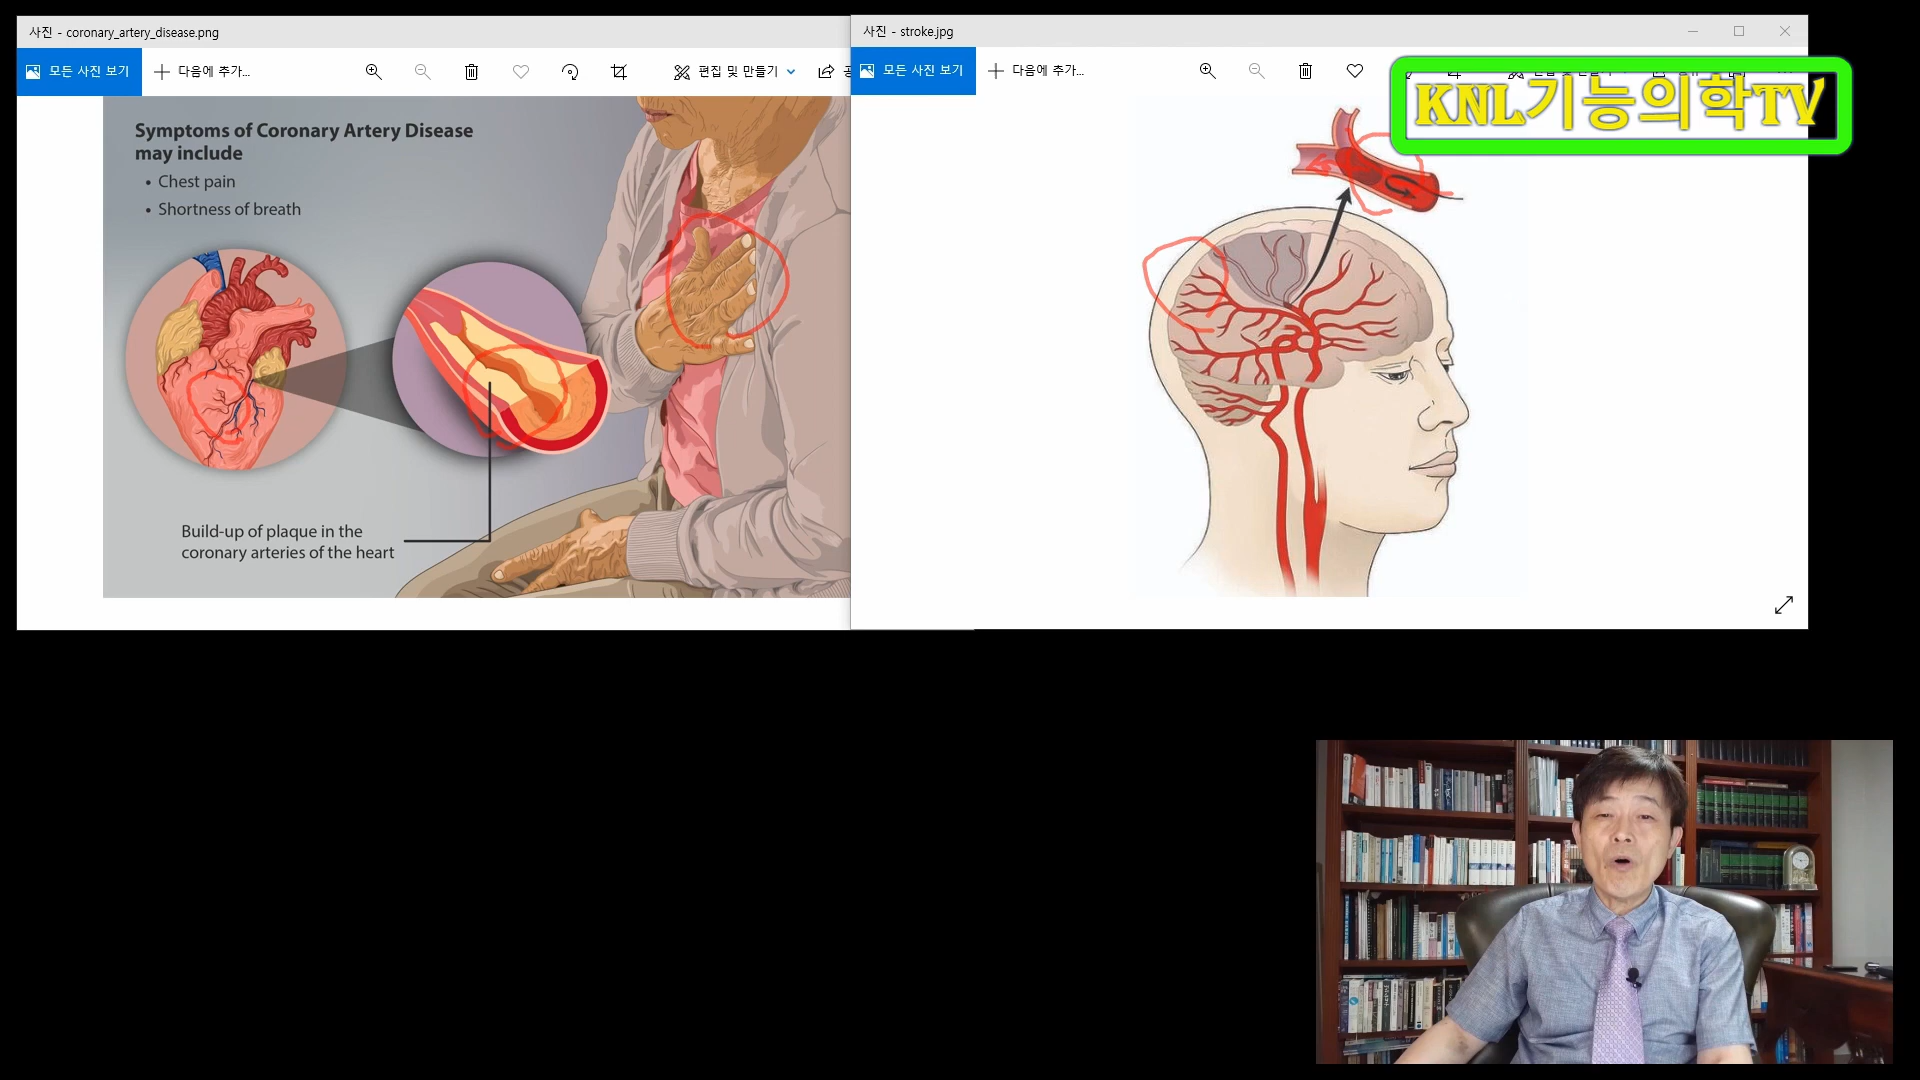 사진 - coronary_artery_disease.png
모든 사진 보기
다음에 추가...
편집 및 만들기
Symptoms of Coronary Artery Disease
may include
• Chest pain
• Shortness of breath
Build-up of plaque in the
coronary arteries of the heart
사진 - stroke.jpg
모든 사진 보기
다음에 추가...
KNL기능의학TV